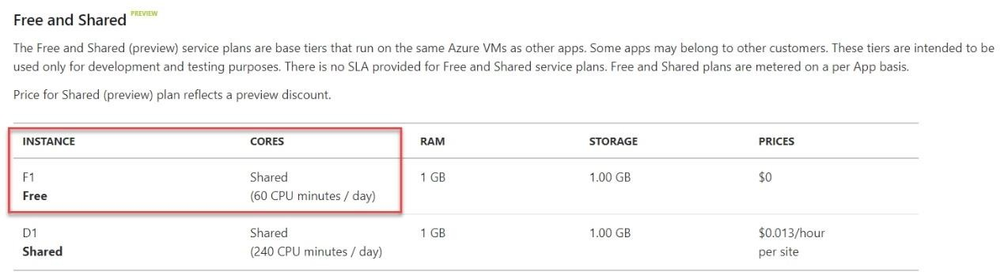 Free and Shared PREVIEW
The Free and Shared (preview) service plans are base tiers that run on the same Azure VMs as other apps. Some apps may belong to other customers. These tiers are intended to be
used only for development and testing purposes. There is no SLA provided for Free and Shared service plans. Free and Shared plans are metered on a per App basis.
Price for Shared (preview) plan reflects a preview discount.
INSTANCE CORES RAM STORAGE PRICES
F1 Shared 1 GB 1.00 GB $0
Free (60 CPU minutes / day)
D1 Shared 1 GB 1.00 GB $0.013/hour
Shared (240 CPU minutes / day) per site